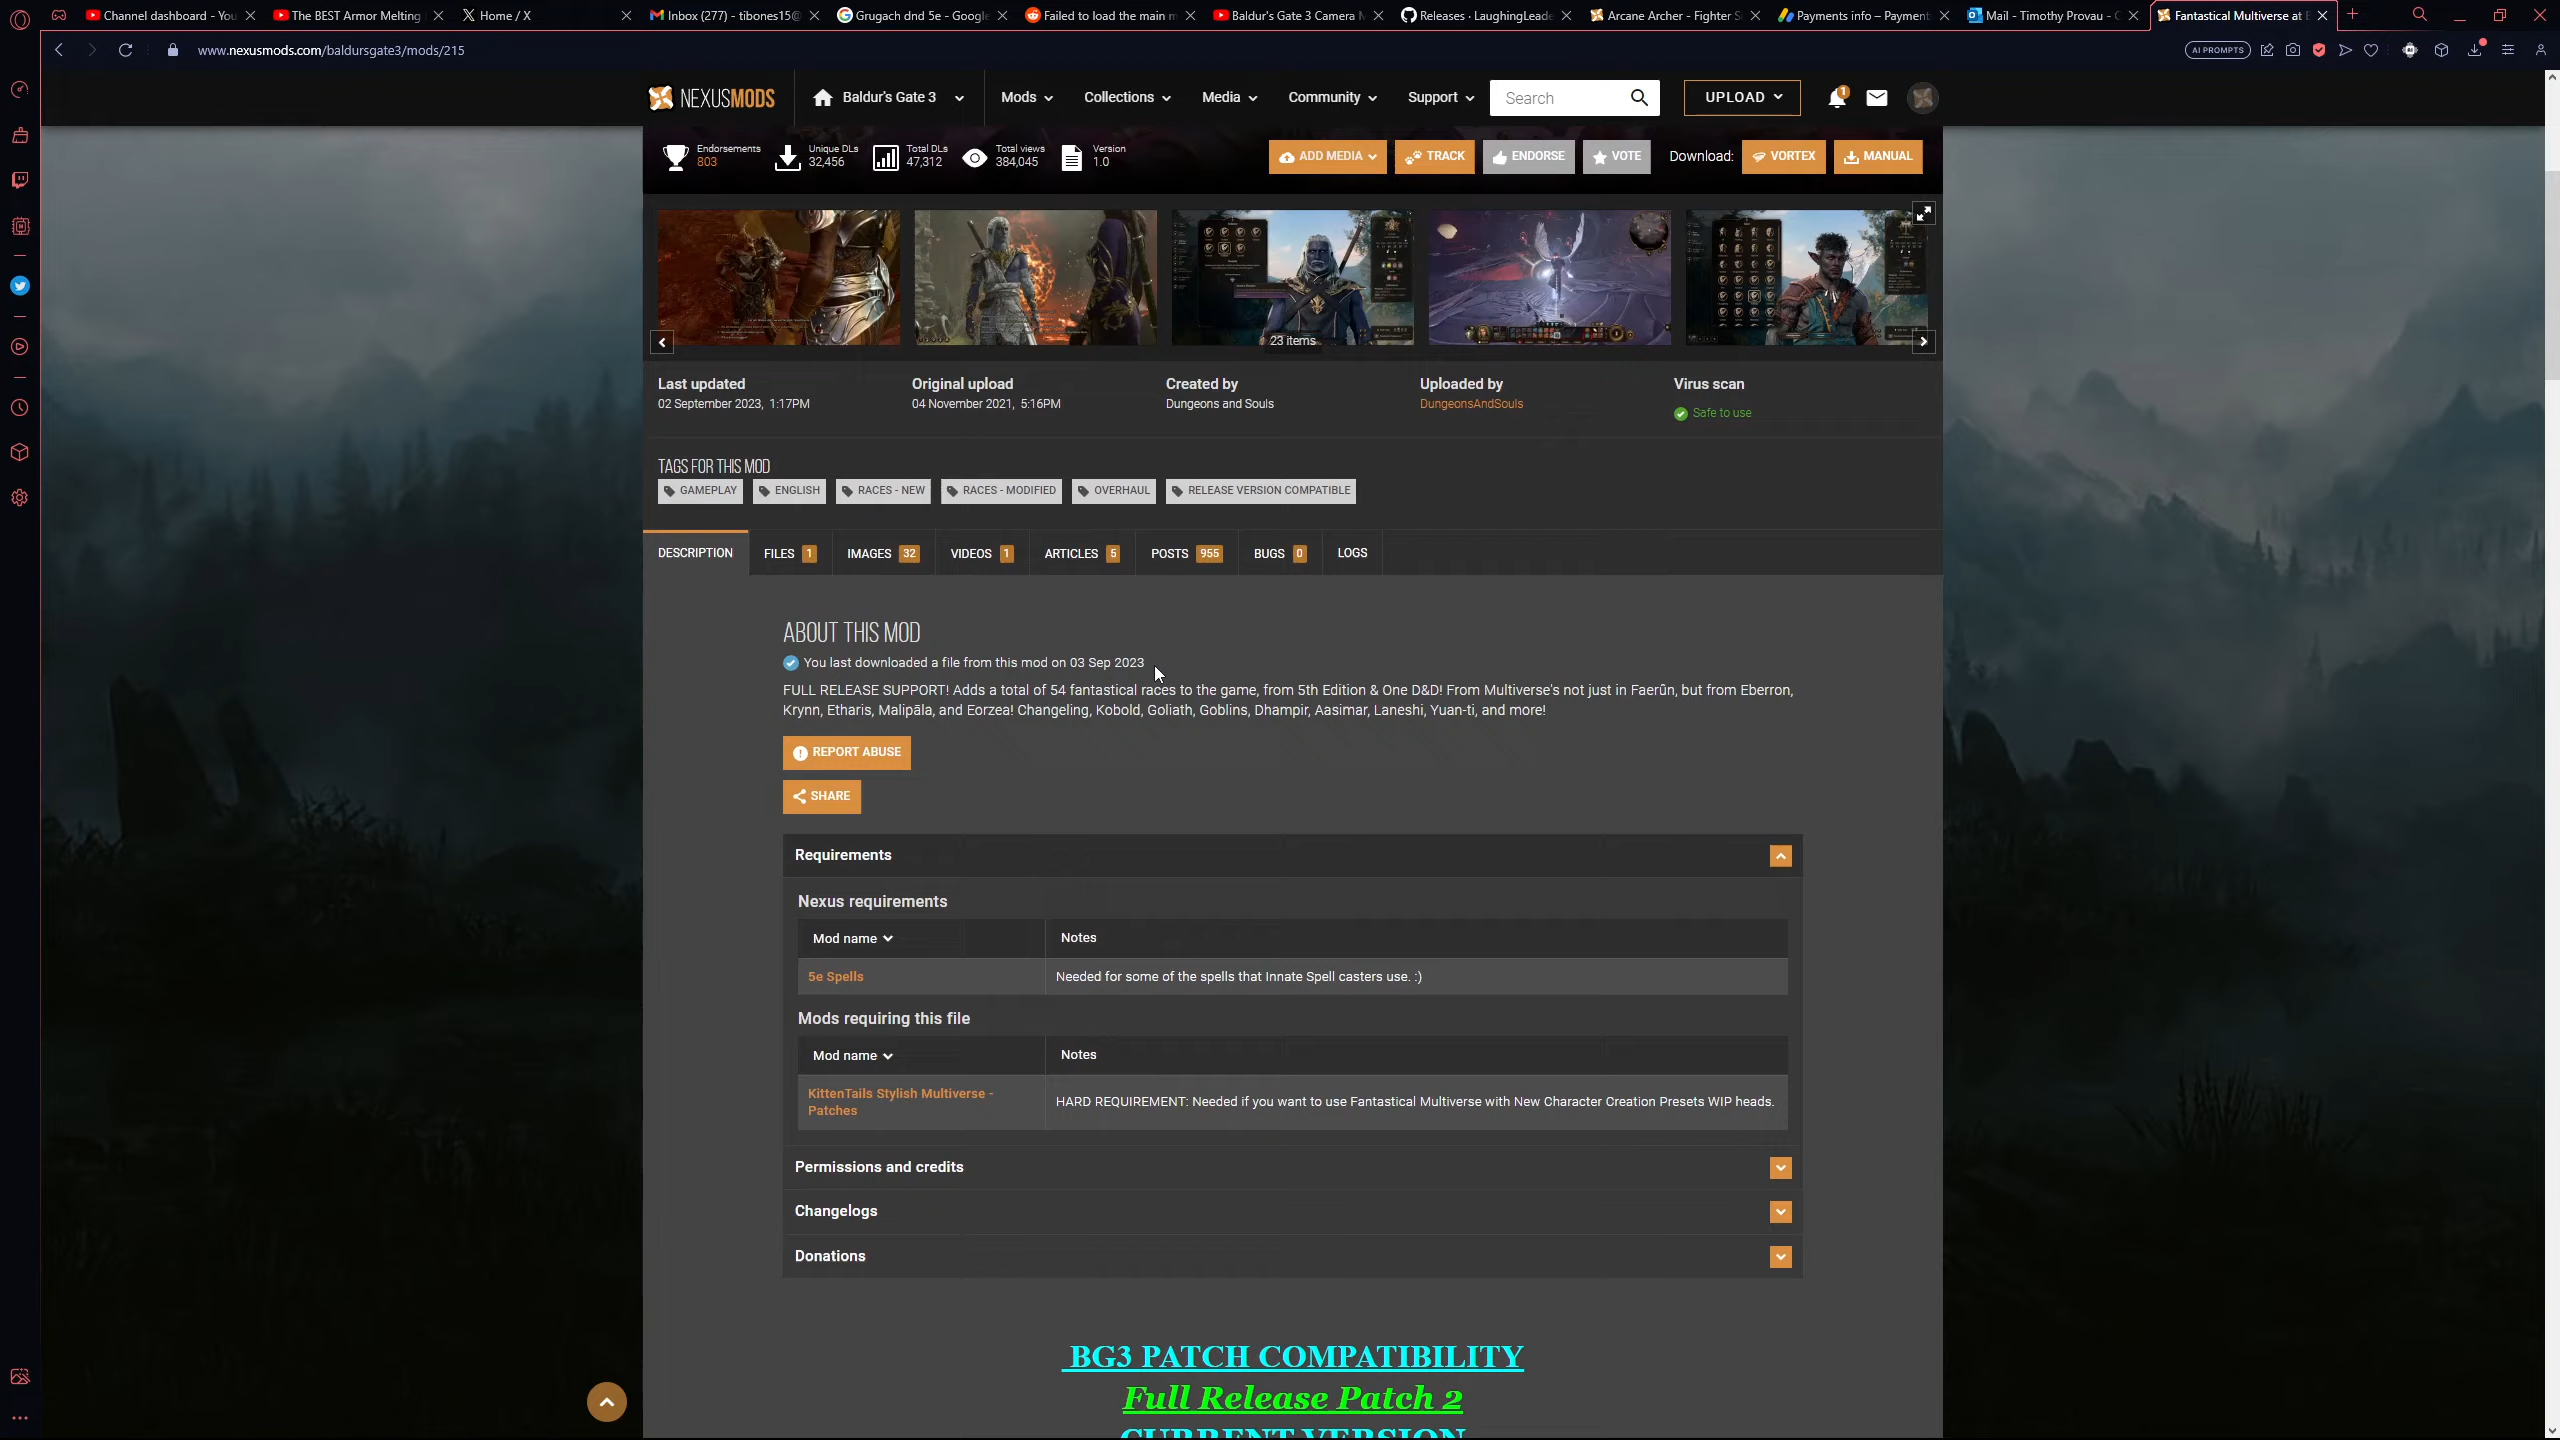 Channel dashboard - You
The BEST Armor Melting
Home / X
Inbox (277) - tibones15@
Grugach dnd 5e - Google
Failed to load the main m
Baldur's Gate 3 Camera M
Releases · LaughingLeade
Arcane Archer - Fighter S
Payments info – Payment
Mail - Timothy Provau - O
Fantastical Multiverse at B
www.nexusmods.com/baldursgate3/mods/215
AI PROMPTS
NEXUSMODS
Baldur's Gate 3
Mods
Collections
Media
Community
Support
Search
UPLOAD
1
Endorsements
803
Unique DLs
32,456
Total DLs
47,312
Total views
384,045
Version
1.0
ADD MEDIA
TRACK
ENDORSE
VOTE
Download:
VORTEX
MANUAL
23 items
Last updated
02 September 2023, 1:17PM
Original upload
04 November 2021, 5:16PM
Created by
Dungeons and Souls
Uploaded by
DungeonsAndSouls
Virus scan
Safe to use
TAGS FOR THIS MOD
GAMEPLAY
ENGLISH
RACES - NEW
RACES - MODIFIED
OVERHAUL
RELEASE VERSION COMPATIBLE
DESCRIPTION
FILES 1
IMAGES 32
VIDEOS 1
ARTICLES 5
POSTS 955
BUGS 0
LOGS
ABOUT THIS MOD
You last downloaded a file from this mod on 03 Sep 2023
FULL RELEASE SUPPORT! Adds a total of 54 fantastical races to the game, from 5th Edition & One D&D! From Multiverse's not just in Faerûn, but from Eberron,
Krynn, Etharis, Malipāla, and Eorzea! Changeling, Kobold, Goliath, Goblins, Dhampir, Aasimar, Laneshi, Yuan-ti, and more!
REPORT ABUSE
SHARE
Requirements
Nexus requirements
Mod name
Notes
5e Spells
Needed for some of the spells that Innate Spell casters use. :)
Mods requiring this file
Mod name
Notes
KittenTails Stylish Multiverse -
Patches
HARD REQUIREMENT: Needed if you want to use Fantastical Multiverse with New Character Creation Presets WIP heads.
Permissions and credits
Changelogs
Donations
BG3 PATCH COMPATIBILITY
Full Release Patch 2
CURRENT VERSION